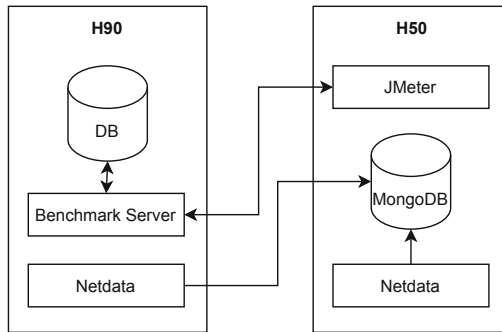 H90
DB
Benchmark Server
Netdata
H50
JMeter
MongoDB
Netdata